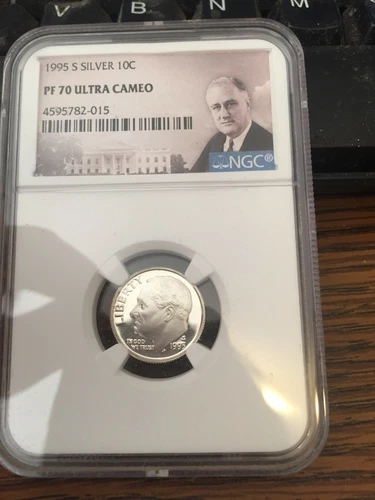 V B N M
1995 S SILVER 10C
PF 70 ULTRA CAMEO
4595782-015
NGC®
LIBERTY
IN GOD
WE TRUST
S
1995